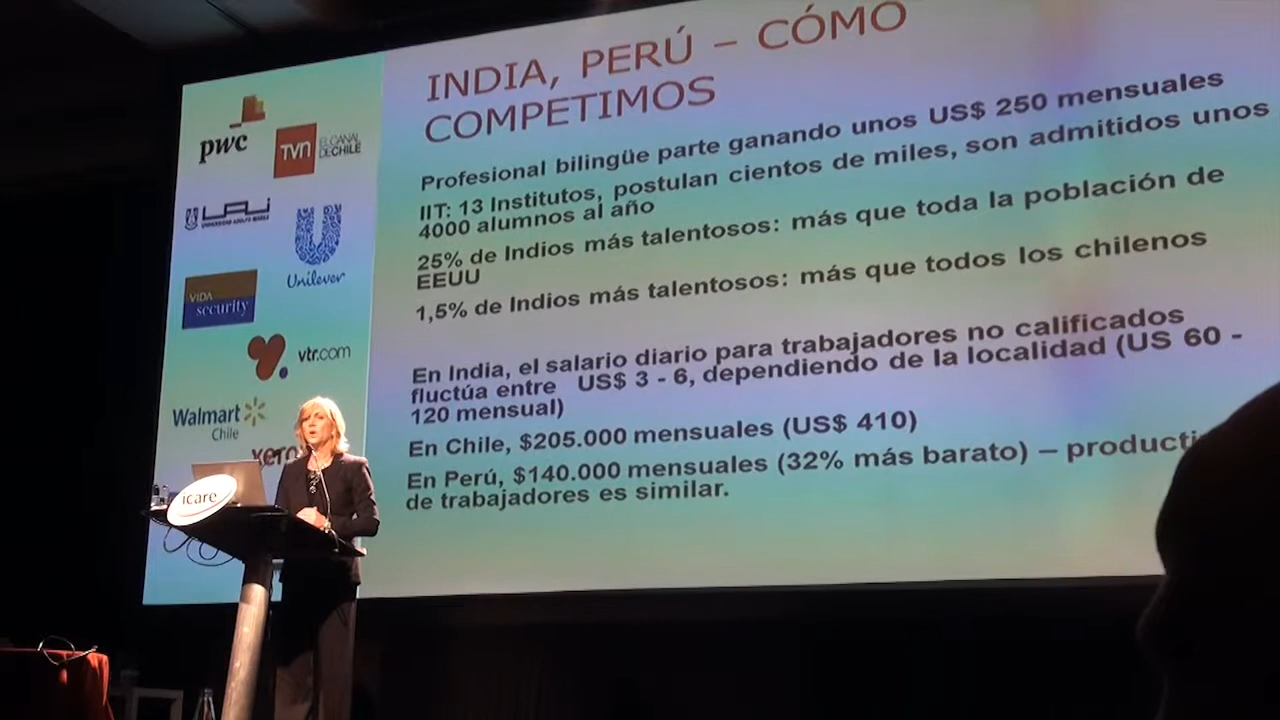 INDIA, PERÚ – CÓMO
COMPETIMOS
Profesional bilingüe parte ganando unos US$ 250 mensuales
IIT: 13 Institutos, postulan cientos de miles, son admitidos unos
4000 alumnos al año
25% de Indios más talentosos: más que toda la población de
EEUU
1,5% de Indios más talentosos: más que todos los chilenos
En India, el salario diario para trabajadores no calificados
fluctúa entre US$ 3 - 6, dependiendo de la localidad (US 60 -
120 mensual)
En Chile, $205.000 mensuales (US$ 410)
En Perú, $140.000 mensuales (32% más barato) –
de trabajadores es similar.
pwc
TVN
EL CANAL
DE CHILE
UNIVERSIDAD ADOLFO IBAÑEZ
Unilever
VIDA
security
vtr.com
Walmart
Chile
icare